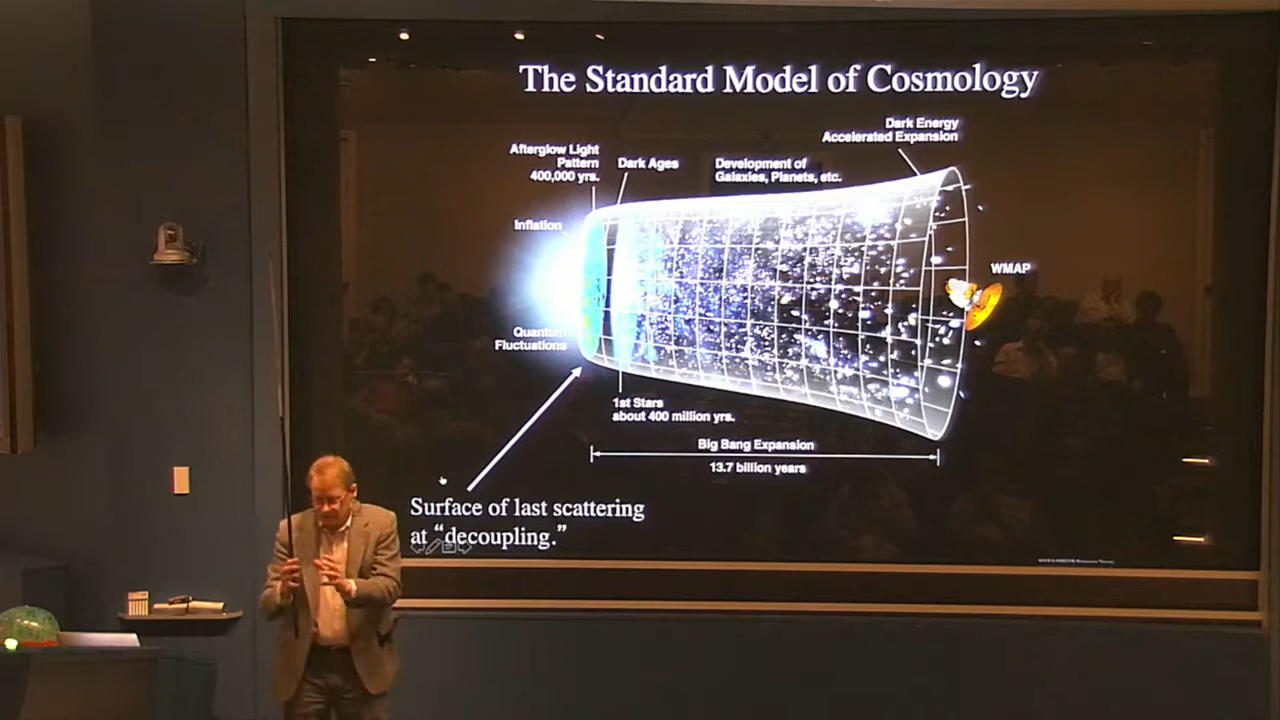 The Standard Model of Cosmology
Dark Energy
Accelerated Expansion
Afterglow Light
Pattern
400,000 yrs.
Dark Ages
Development of
Galaxies, Planets, etc.
Inflation
WMAP
Quantum
Fluctuations
1st Stars
about 400 million yrs.
Big Bang Expansion
13.7 billion years
Surface of last scattering
at “decoupling.”